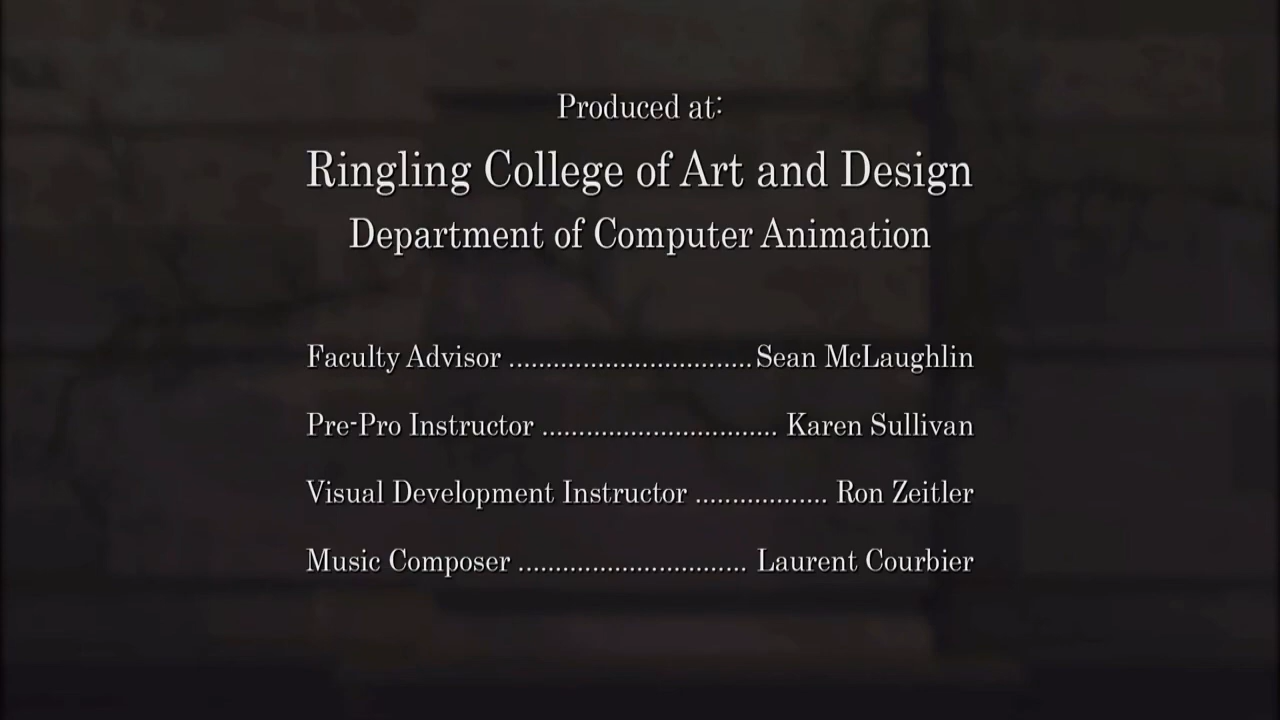 Produced at:
Ringling College of Art and Design
Department of Computer Animation
Faculty Advisor ................................. Sean McLaughlin
Pre-Pro Instructor ................................ Karen Sullivan
Visual Development Instructor .................. Ron Zeitler
Music Composer ............................... Laurent Courbier